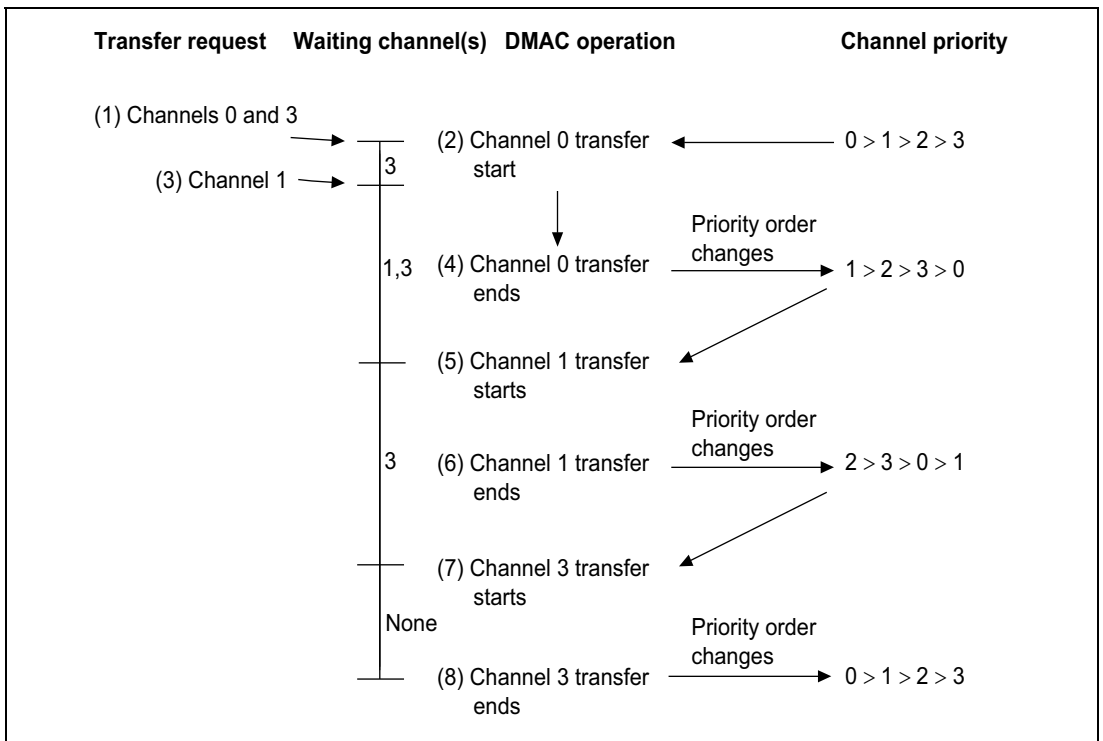 Transfer request Waiting channel(s) DMAC operation Channel priority
(1) Channels 0 and 3
(2) Channel 0 transfer
start
0 > 1 > 2 > 3
3
(3) Channel 1
1,3
(4) Channel 0 transfer
ends
Priority order
changes
1 > 2 > 3 > 0
(5) Channel 1 transfer
starts
3
(6) Channel 1 transfer
ends
Priority order
changes
2 > 3 > 0 > 1
(7) Channel 3 transfer
starts
None
(8) Channel 3 transfer
ends
Priority order
changes
0 > 1 > 2 > 3